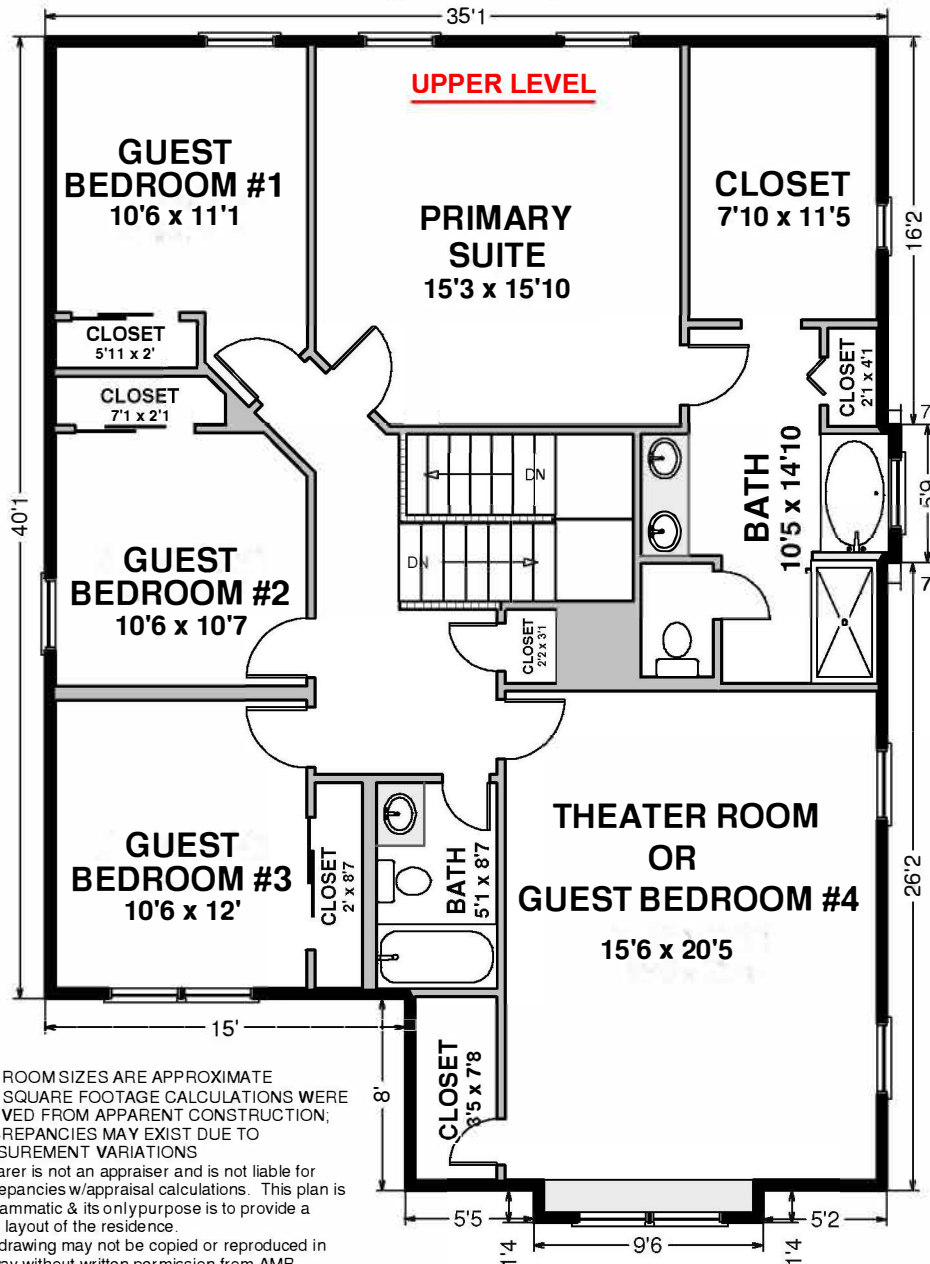 35'1
UPPER LEVEL
GUEST
BEDROOM #1
10'6 x 11'1
PRIMARY
SUITE
15'3 x 15'10
CLOSET
7'10 x 11'5
16'2
CLOSET
5'11 x 2'
CLOSET
7'1 x 2'1
CLOSET
2'1 x 4'1
7
5'9
7
40'1
DN
DN
BATH
10'5 x 14'10
GUEST
BEDROOM #2
10'6 x 10'7
CLOSET
2'2 x 3'1
GUEST
BEDROOM #3
10'6 x 12'
CLOSET
2' x 8'7
BATH
5'1 x 8'7
THEATER ROOM
OR
GUEST BEDROOM #4
15'6 x 20'5
26'2
15'
8'
CLOSET
3'5 x 7'8
5'5
1'4
9'6
1'4
5'2
ROOM SIZES ARE APPROXIMATE
SQUARE FOOTAGE CALCULATIONS WERE
VED FROM APPARENT CONSTRUCTION;
REPANCIES MAY EXIST DUE TO
SUREMENT VARIATIONS
arer is not an appraiser and is not liable for
epancies w/appraisal calculations. This plan is
ammatic & its only purpose is to provide a
layout of the residence.
drawing may not be copied or reproduced in
ay without written permission from AMP